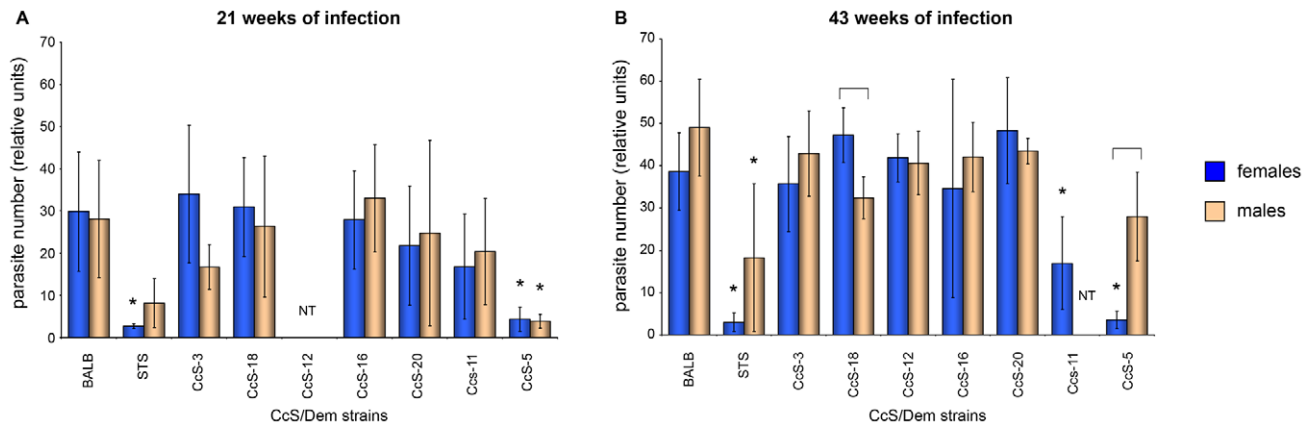 A
21 weeks of infection
parasite number (relative units)
70
60
50
40
30
20
10
0
*
NT
*
*
BALB
STS
CcS-3
CcS-18
CcS-12
CcS-16
CcS-20
Ccs-11
CcS-5
CcS/Dem strains
B
43 weeks of infection
parasite number (relative units)
70
60
50
40
30
20
10
0
*
*
*
NT
*
BALB
STS
CcS-3
CcS-18
CcS-12
CcS-16
CcS-20
Ccs-11
CcS-5
CcS/Dem strains
females
males